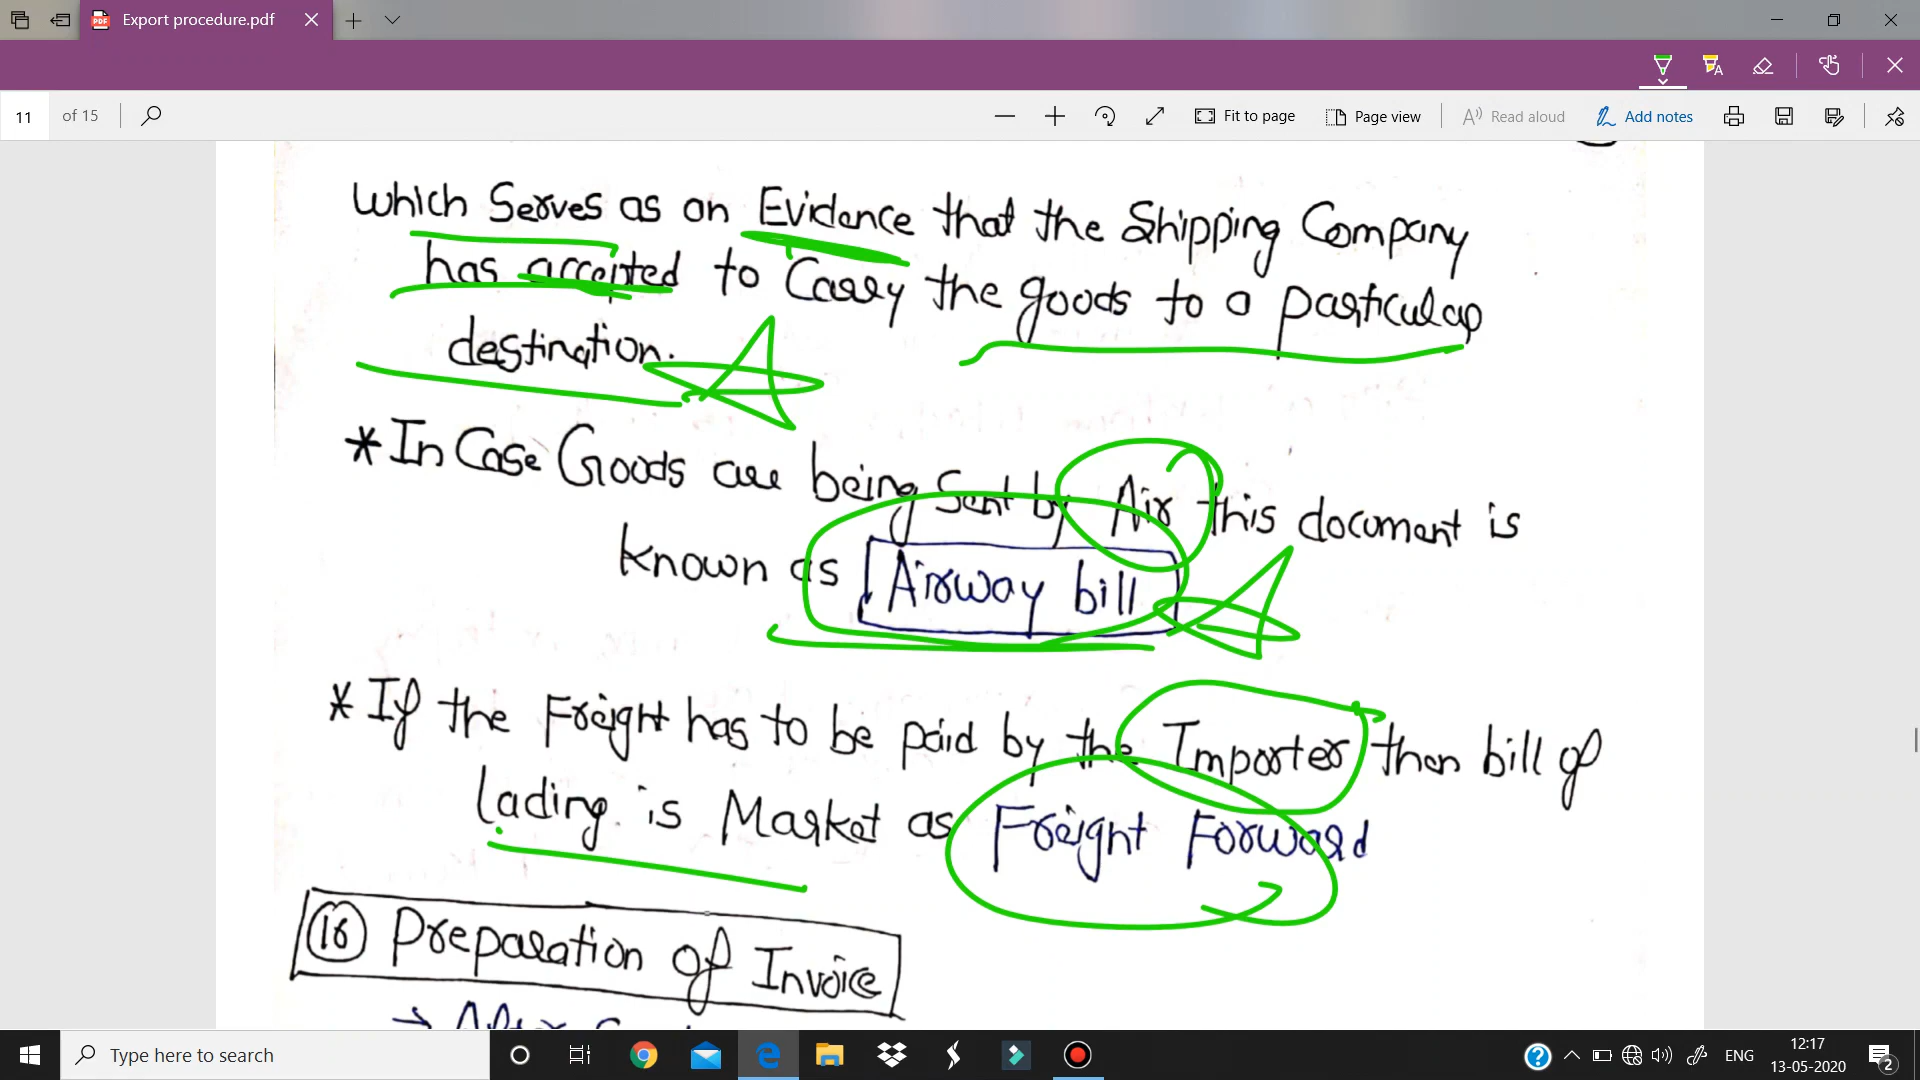 Export procedure.pdf
11 of 15 Fit to page Page view Read aloud Add notes
which Serves as an Evidence that the Shipping Company
has accepted to Carry the goods to a particular
destination.
* In Case Goods are being Sent by Air this document is
known as Airway bill
* If the Freight has to be paid by the Importer then bill of
lading is Market as Freight Forward
16 Preparation of Invoice
→ After
Type here to search
ENG
12:17
13-05-2020
2